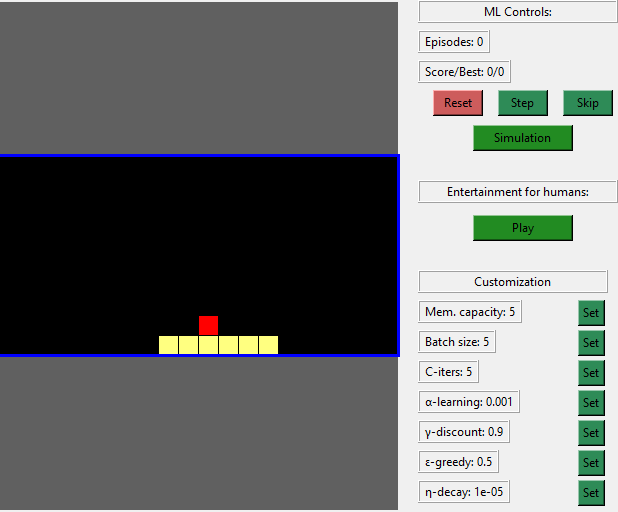 ML Controls:
Episodes: 0
Score/Best: 0/0
Reset Step Skip
Simulation
Entertainment for humans:
Play
Customization
Mem. capacity: 5 Set
Batch size: 5 Set
C-iters: 5 Set
α-learning: 0.001 Set
γ-discount: 0.9 Set
ε-greedy: 0.5 Set
η-decay: 1e-05 Set